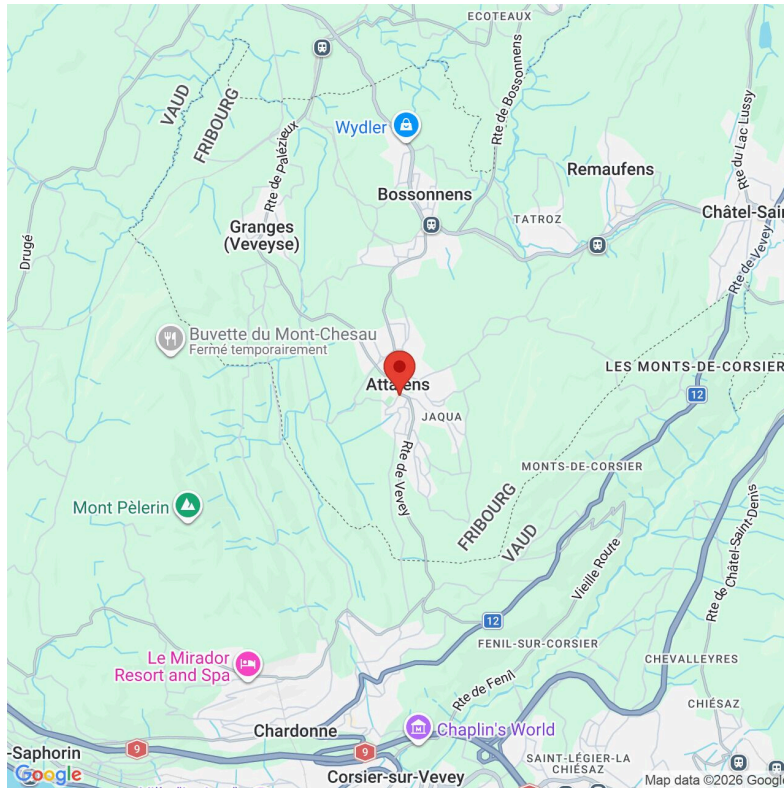 ECOTEAUX
VAUD
FRIBOURG
Rte de Palézieux
Wydler
Rte de Bossonnens
Rte du Lac Lussy
Bossonnens
Remaufens
TATROZ
Châtel-Sain
Granges
(Veveyse)
Drugé
Rte de Vevey
Buvette du Mont-Chesau
Fermé temporairement
LES MONTS-DE-CORSIER
Attalens
12
JAQUA
Rte de Vevey
MONTS-DE-CORSIER
Mont Pèlerin
FRIBOURG
VAUD
Vieille Route
Rte de Châtel-Saint-Denis
12
FENIL-SUR-CORSIER
Le Mirador
Resort and Spa
CHEVALLEYRES
Rte de Fenil
CHIÉSAZ
Chardonne
Chaplin's World
-Saphorin
9
9
SAINT-LÉGIER-LA
CHIÉSAZ
Google
Corsier-sur-Vevey
Map data ©2026 Google